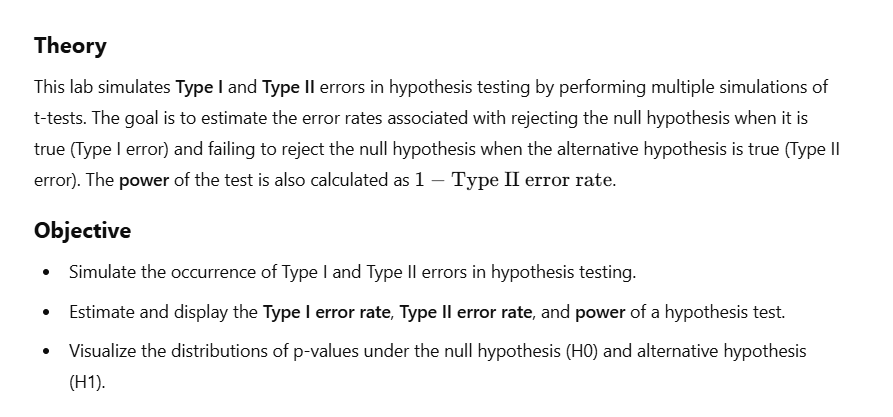 Theory
This lab simulates Type I and Type II errors in hypothesis testing by performing multiple simulations of
t-tests. The goal is to estimate the error rates associated with rejecting the null hypothesis when it is
true (Type I error) and failing to reject the null hypothesis when the alternative hypothesis is true (Type II
error). The power of the test is also calculated as 1 − Type II error rate.
Objective
• Simulate the occurrence of Type I and Type II errors in hypothesis testing.
• Estimate and display the Type I error rate, Type II error rate, and power of a hypothesis test.
• Visualize the distributions of p-values under the null hypothesis (H0) and alternative hypothesis
(H1).